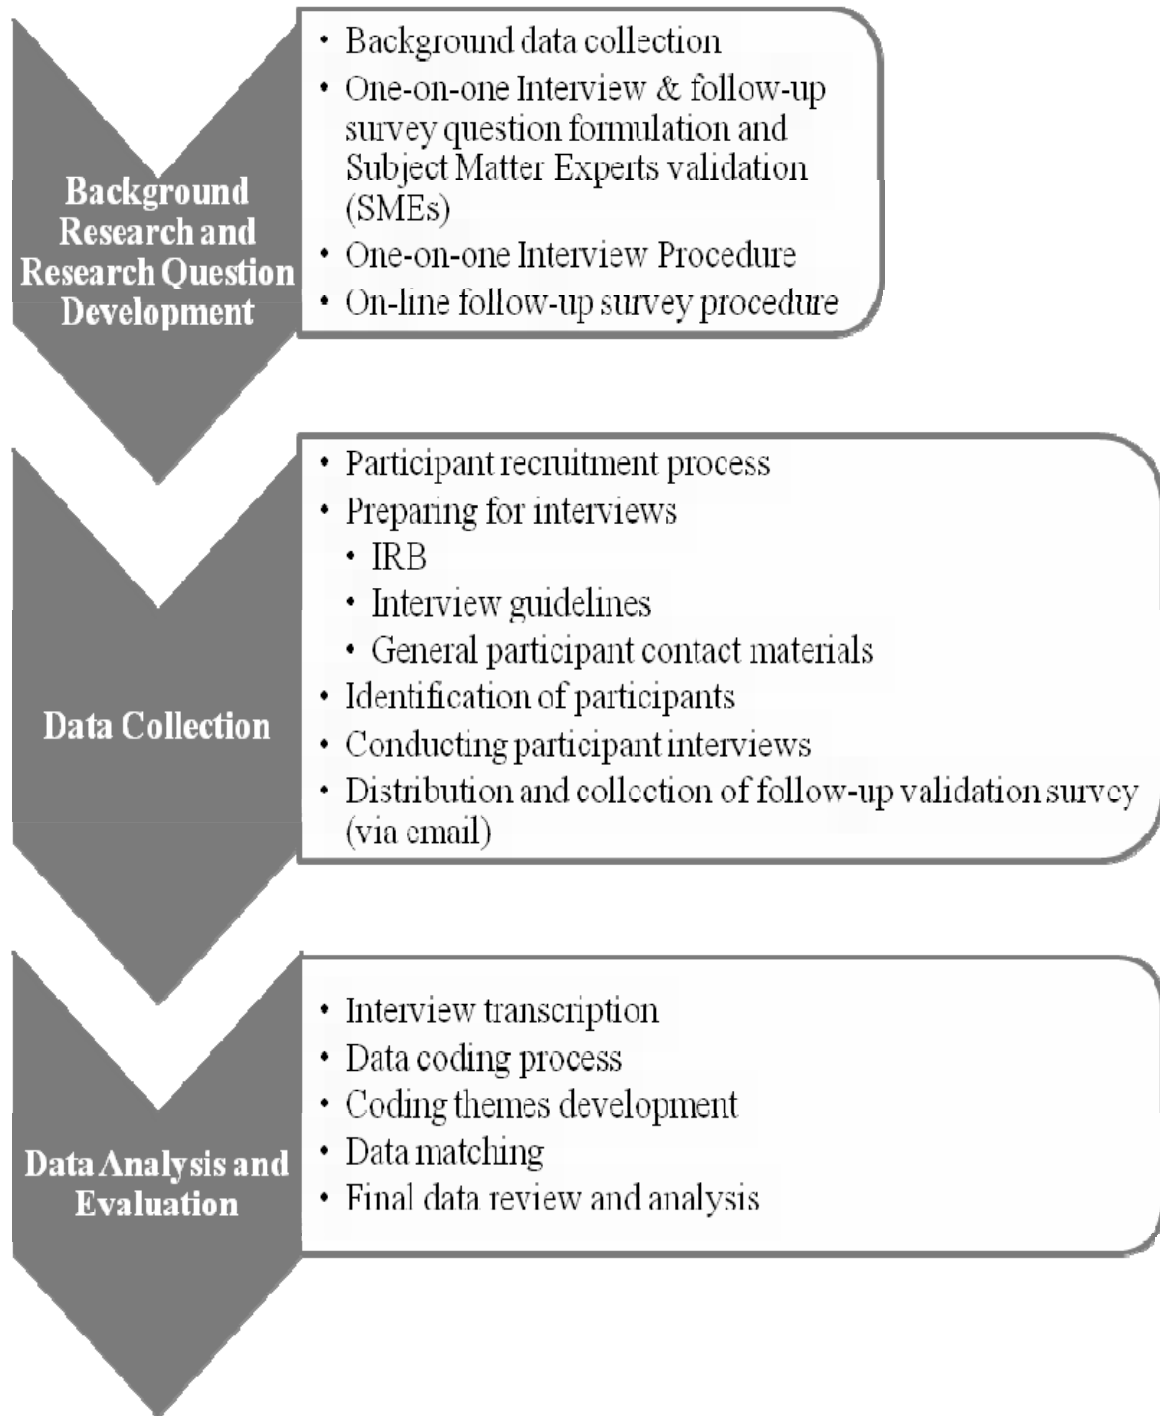 Background
Research and
Research Question
Development
• Background data collection
• One-on-one Interview & follow-up
survey question formulation and
Subject Matter Experts validation
(SMEs)
• One-on-one Interview Procedure
• On-line follow-up survey procedure
Data Collection
• Participant recruitment process
• Preparing for interviews
• IRB
• Interview guidelines
• General participant contact materials
• Identification of participants
• Conducting participant interviews
• Distribution and collection of follow-up validation survey
(via email)
Data Analysis and
Evaluation
• Interview transcription
• Data coding process
• Coding themes development
• Data matching
• Final data review and analysis